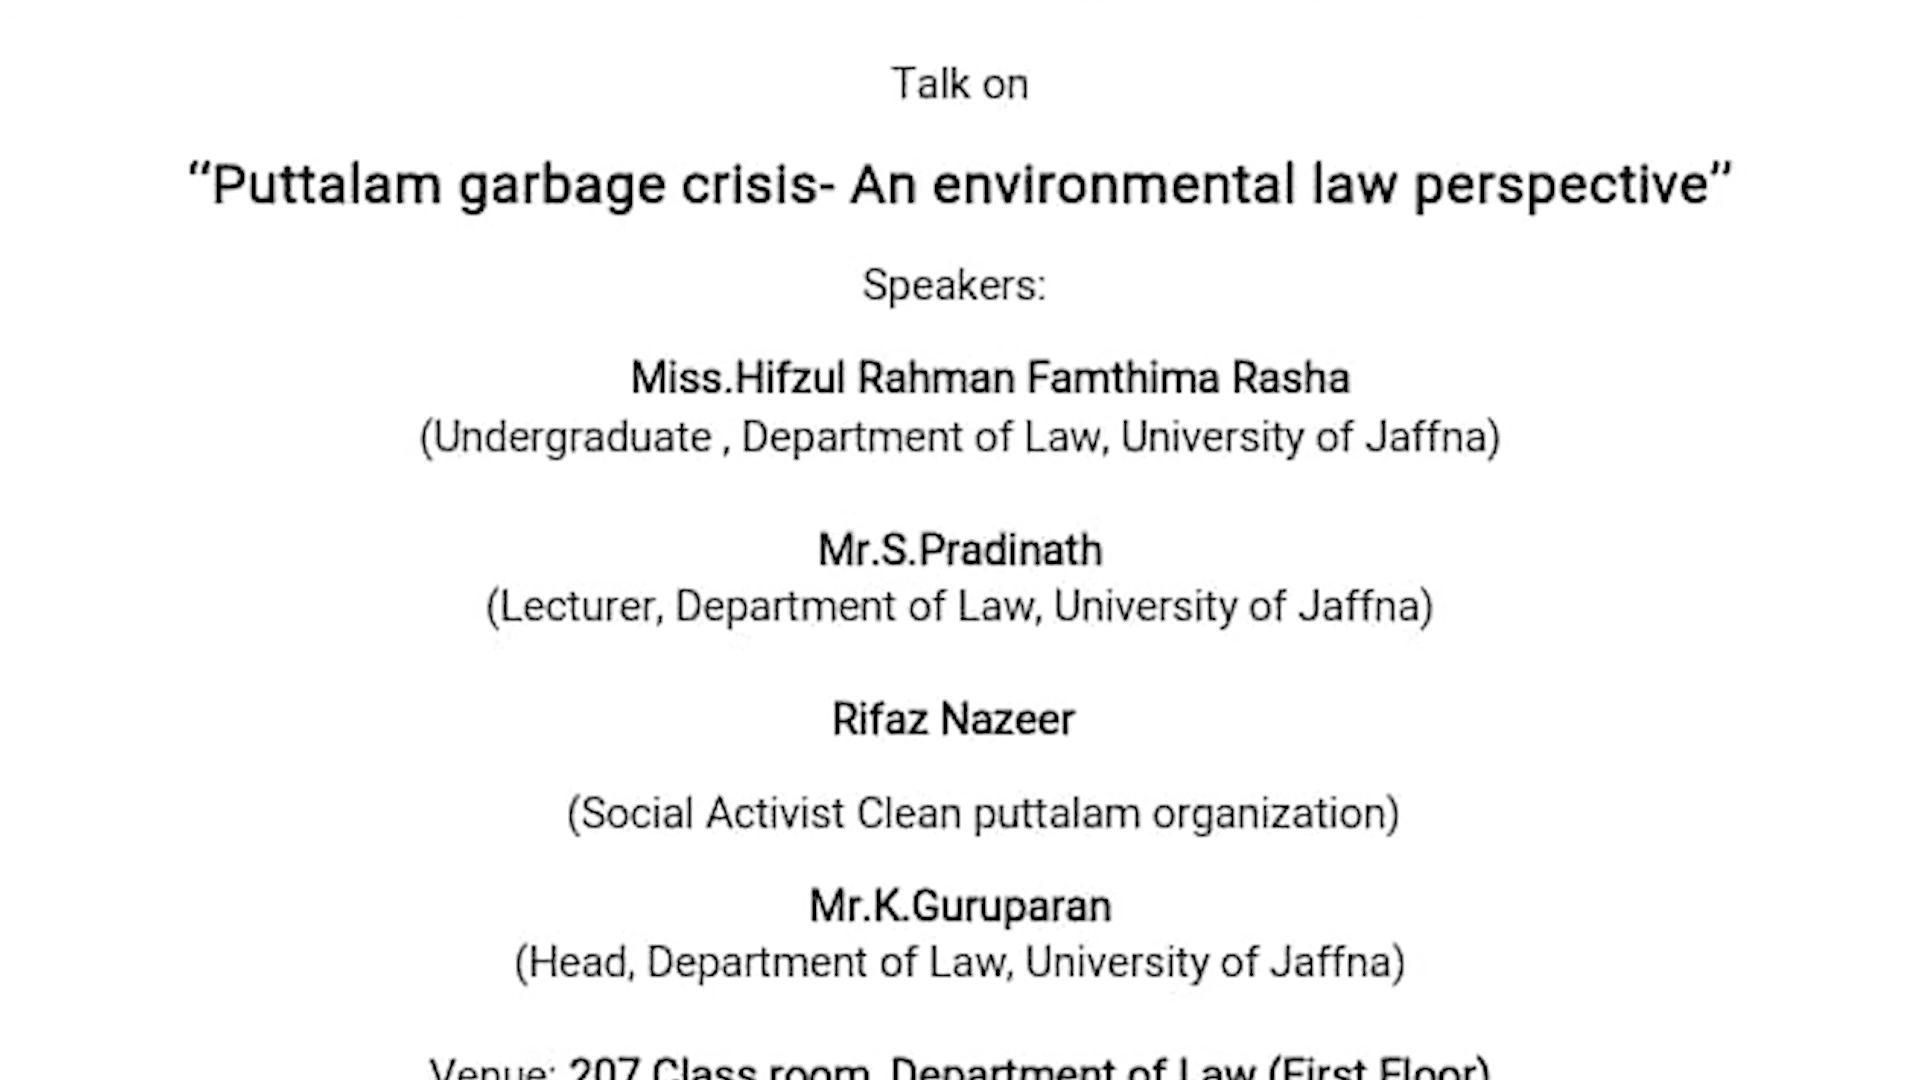 Talk on
“Puttalam garbage crisis- An environmental law perspective”
Speakers:
Miss.Hifzul Rahman Famthima Rasha
(Undergraduate , Department of Law, University of Jaffna)
Mr.S.Pradinath
(Lecturer, Department of Law, University of Jaffna)
Rifaz Nazeer
(Social Activist Clean puttalam organization)
Mr.K.Guruparan
(Head, Department of Law, University of Jaffna)
Venue: 207 Class room, Department of Law (First Floor)